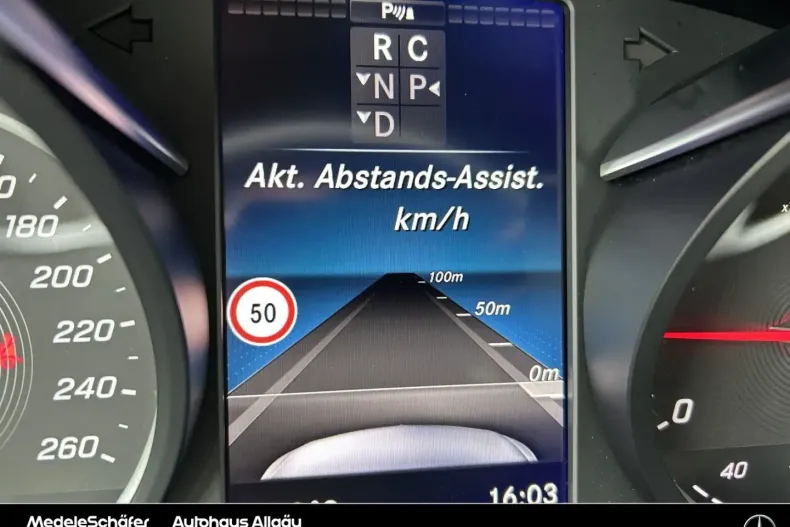 P
R C
N P
D
Akt. Abstands-Assist.
km/h
180
200
220
240
260
50
100m
50m
0m
16:03
0
40
x
MedeleSchäfer Autohaus Allgäu